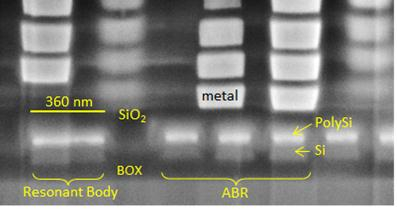 metal
360 nm
SiO₂
PolySi
Si
BOX
Resonant Body
ABR